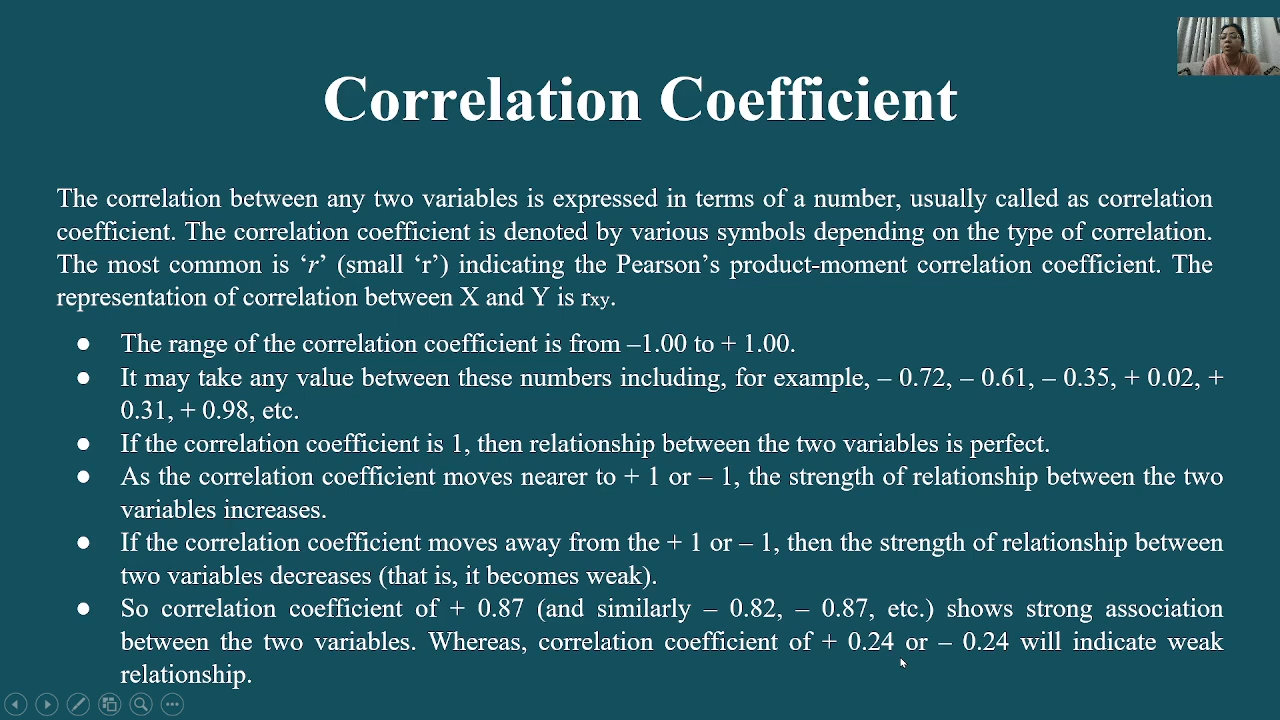 Correlation Coefficient
The correlation between any two variables is expressed in terms of a number, usually called as correlation
coefficient. The correlation coefficient is denoted by various symbols depending on the type of correlation.
The most common is ‘r’ (small ‘r’) indicating the Pearson’s product-moment correlation coefficient. The
representation of correlation between X and Y is rxy.
● The range of the correlation coefficient is from –1.00 to + 1.00.
● It may take any value between these numbers including, for example, – 0.72, – 0.61, – 0.35, + 0.02, +
0.31, + 0.98, etc.
● If the correlation coefficient is 1, then relationship between the two variables is perfect.
● As the correlation coefficient moves nearer to + 1 or – 1, the strength of relationship between the two
variables increases.
● If the correlation coefficient moves away from the + 1 or – 1, then the strength of relationship between
two variables decreases (that is, it becomes weak).
● So correlation coefficient of + 0.87 (and similarly – 0.82, – 0.87, etc.) shows strong association
between the two variables. Whereas, correlation coefficient of + 0.24 or – 0.24 will indicate weak
relationship.